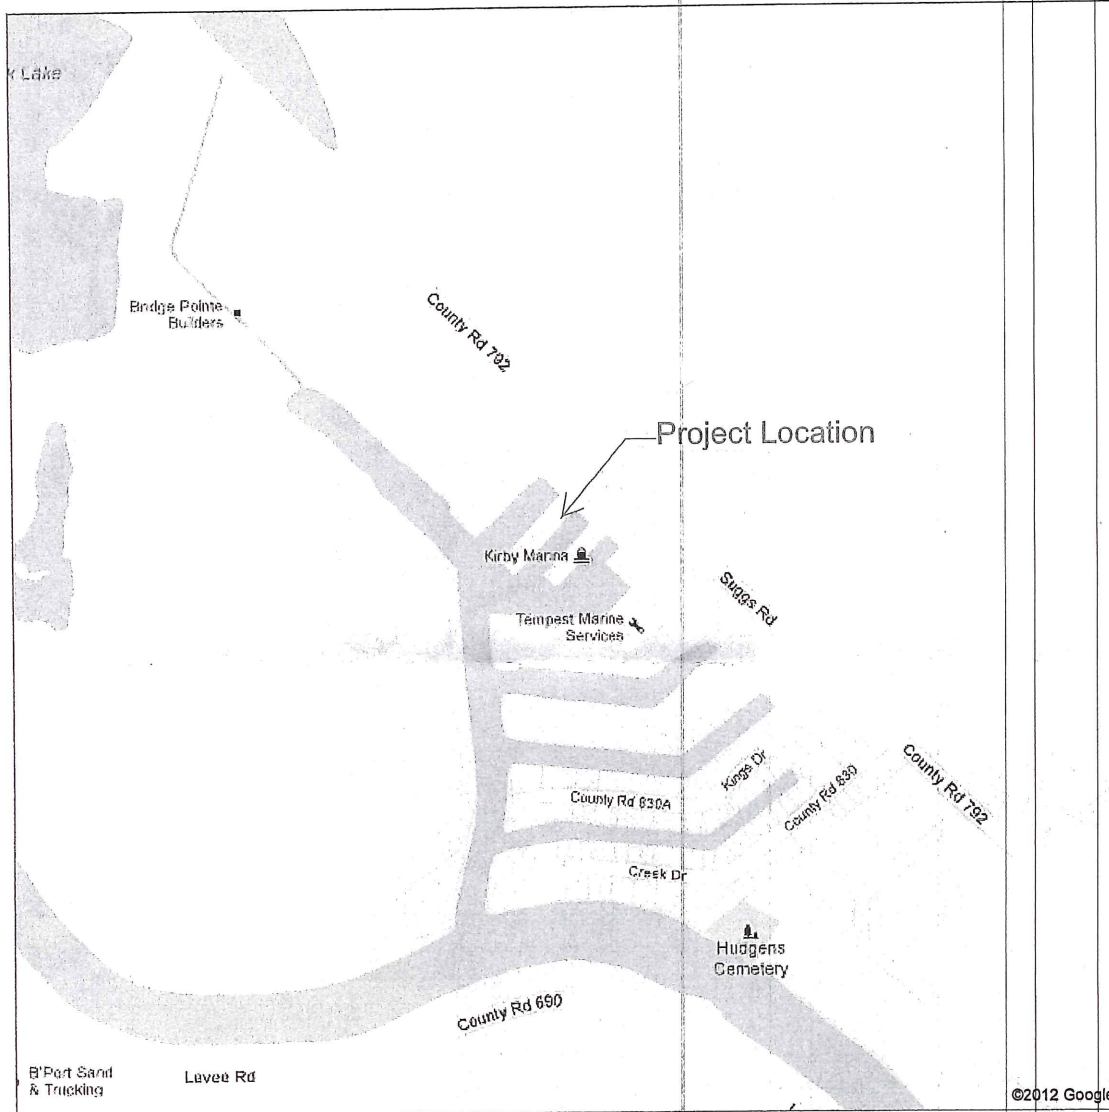 Lake
Bridge Pointe
Builders
County Rd 792
Project Location
Kirby Marina
Suggs Rd
Tempest Marine
Services
Kings Dr
County Rd 830
County Rd 792
County Rd 830A
Creek Dr
Hudgens
Cemetery
County Rd 690
B'Port Sand
& Trucking
Levee Rd
©2012 Google